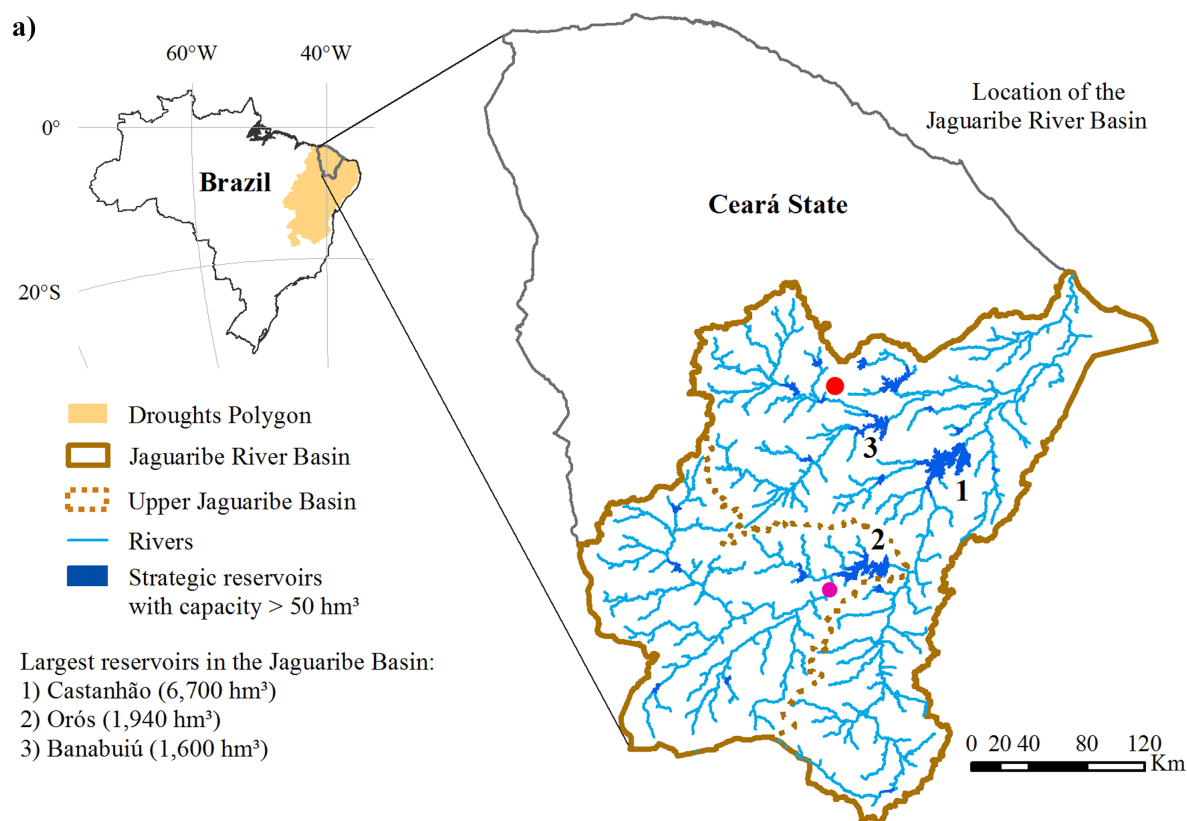 a)
60°W 40°W
0°
20°S
Brazil
Location of the
Jaguaribe River Basin
Ceará State
3
1
2
Droughts Polygon
Jaguaribe River Basin
Upper Jaguaribe Basin
Rivers
Strategic reservoirs
with capacity > 50 hm³
Largest reservoirs in the Jaguaribe Basin:
1) Castanhão (6,700 hm³)
2) Orós (1,940 hm³)
3) Banabuiú (1,600 hm³)
0 20 40 80 120
Km